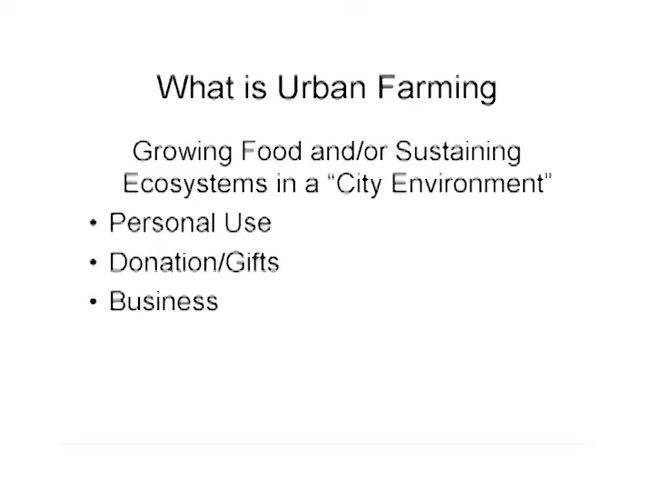 What is Urban Farming
Growing Food and/or Sustaining
Ecosystems in a “City Environment”
• Personal Use
• Donation/Gifts
• Business